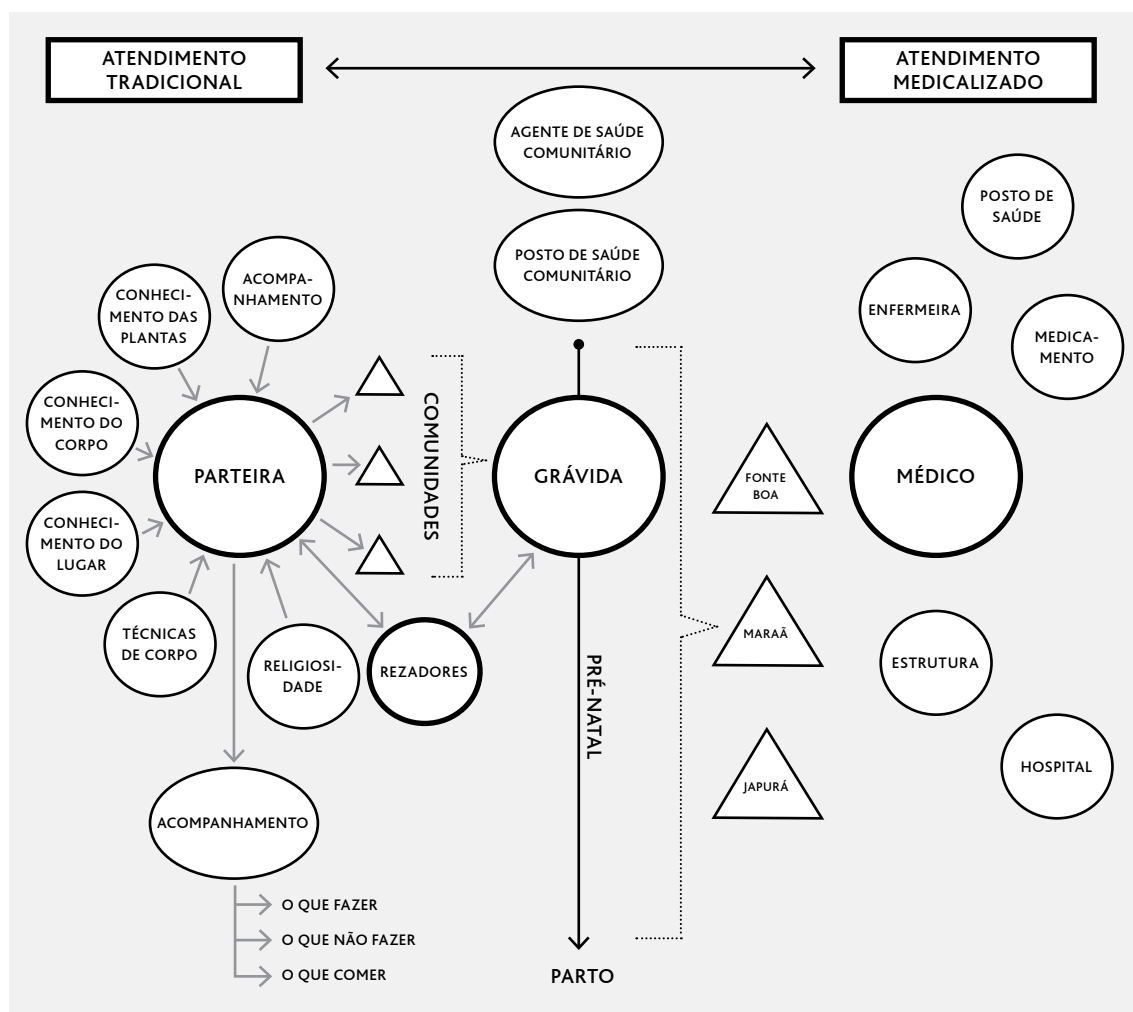 ATENDIMENTO
TRADICIONAL
ATENDIMENTO
MEDICALIZADO
AGENTE DE SAÚDE
COMUNITÁRIO
POSTO DE SAÚDE
COMUNITÁRIO
POSTO DE
SAÚDE
ENFERMEIRA
MEDICA-
MENTO
ACOMPA-
NHAMENTO
CONHECI-
MENTO DAS
PLANTAS
CONHECI-
MENTO DO
CORPO
CONHECI-
MENTO DO
LUGAR
TÉCNICAS
DE CORPO
RELIGIOSI-
DADE
PARTEIRA
COMUNIDADES
GRÁVIDA
REZADORES
PRÉ-NATAL
FONTE
BOA
MARAÃ
JAPURÁ
MÉDICO
ESTRUTURA
HOSPITAL
ACOMPANHAMENTO
O QUE FAZER
O QUE NÃO FAZER
O QUE COMER
PARTO